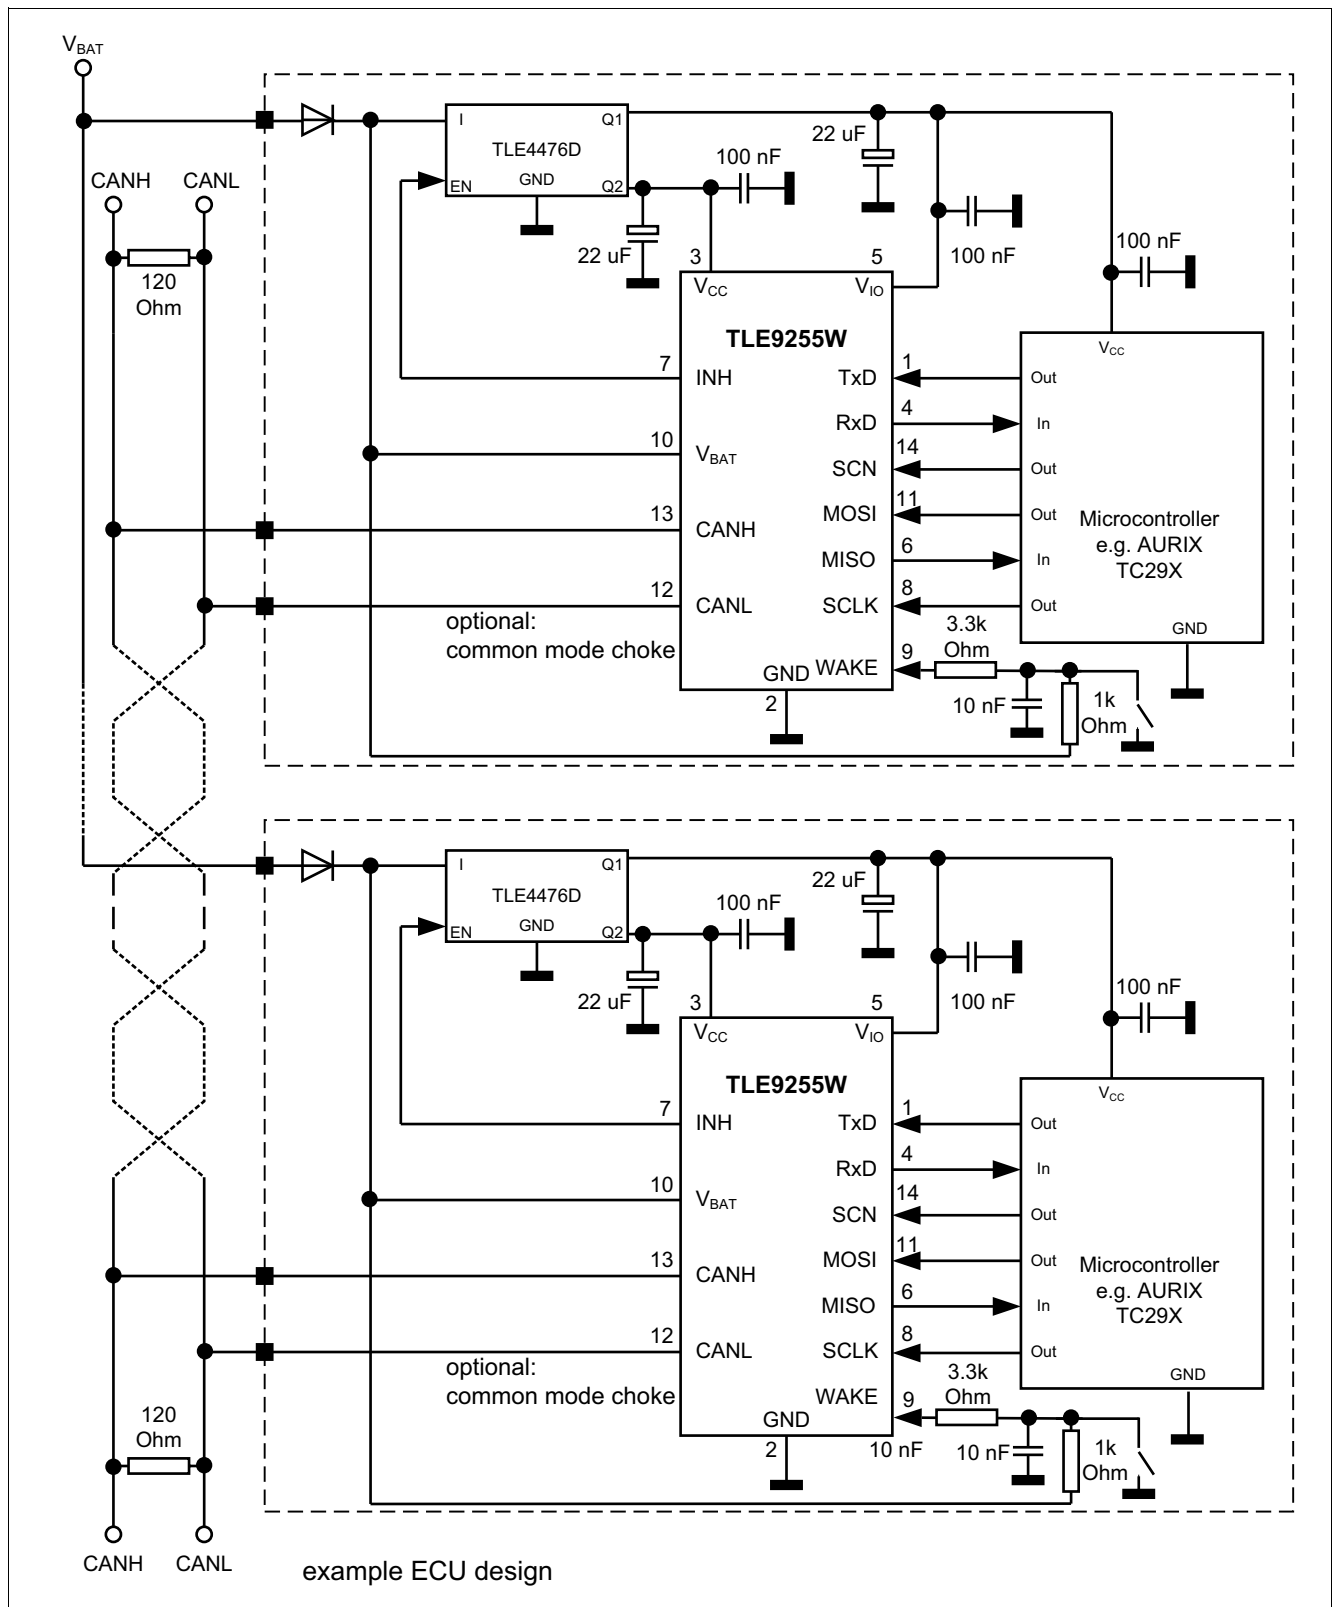 VBAT
CANH CANL
120
Ohm
I
Q1
TLE4476D
EN
GND
Q2
22 uF
100 nF
22 uF
100 nF
100 nF
3
5
VCC
VIO
TLE9255W
7
INH
10
VBAT
13
CANH
12
CANL
optional:
common mode choke
TxD
1
RxD
4
SCN
14
MOSI
11
MISO
6
SCLK
8
WAKE
9
GND
2
VCC
Out
In
Out
Out
In
Out
Microcontroller
e.g. AURIX
TC29X
GND
3.3k
Ohm
10 nF
1k
Ohm
I
Q1
TLE4476D
EN
GND
Q2
22 uF
100 nF
22 uF
100 nF
100 nF
3
5
VCC
VIO
TLE9255W
7
INH
10
VBAT
13
CANH
12
CANL
optional:
common mode choke
TxD
1
RxD
4
SCN
14
MOSI
11
MISO
6
SCLK
8
WAKE
9
GND
2
VCC
Out
In
Out
Out
In
Out
Microcontroller
e.g. AURIX
TC29X
GND
3.3k
Ohm
10 nF
10 nF
1k
Ohm
120
Ohm
CANH CANL
example ECU design